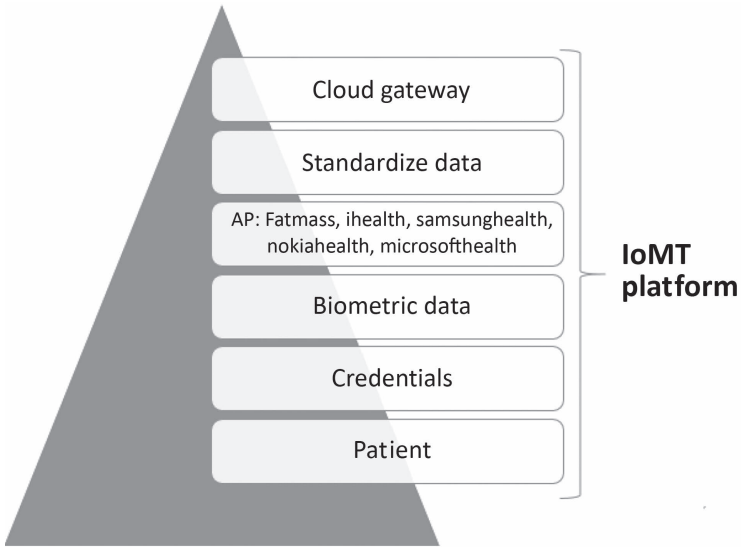 Cloud gateway
Standardize data
AP: Fatmass, ihealth, samsunghealth,
nokiahealth, microsofthealth
Biometric data
Credentials
Patient
IoMT
platform